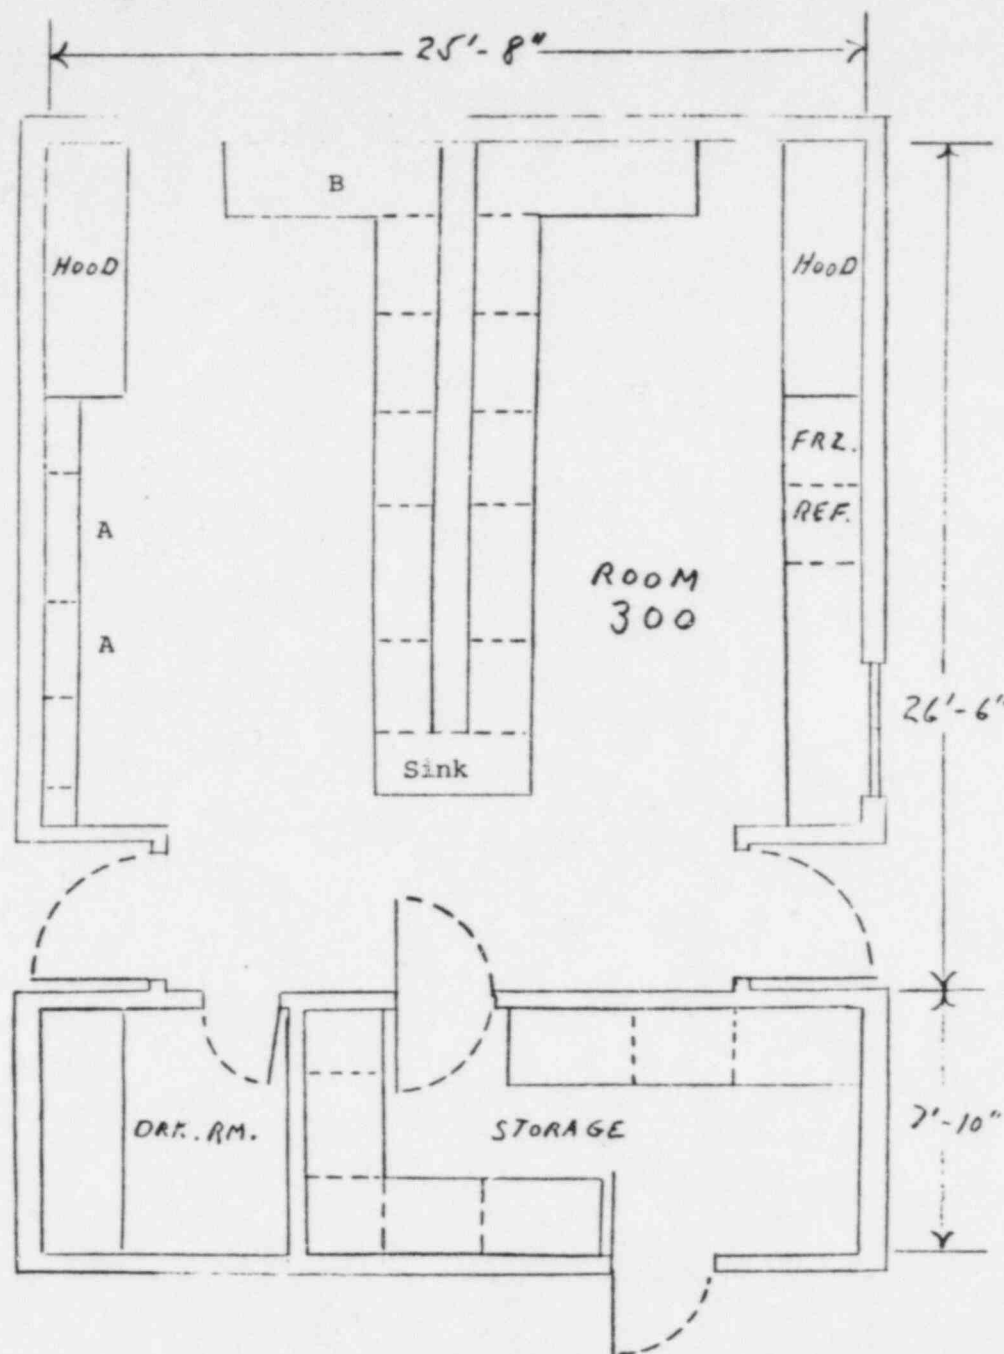 25'-8"
B
HOOD
HOOD
FRZ.
REF.
A
ROOM
300
A
26'-6"
Sink
DRK. RM.
STORAGE
7'-10"